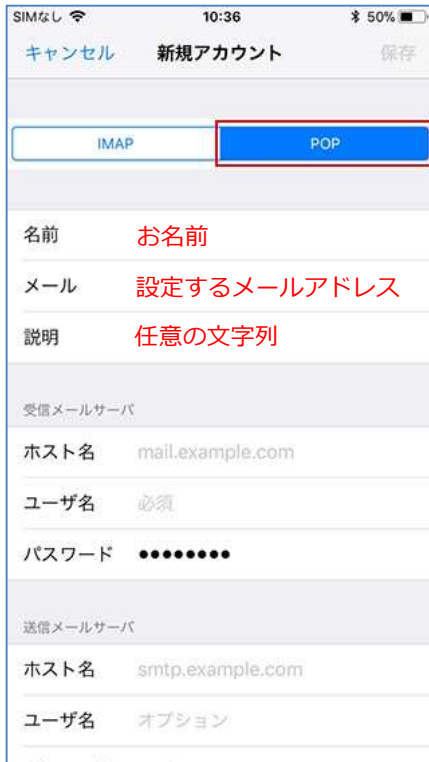 SIMなし 10:36 50%
キャンセル 新規アカウント 保存
IMAP POP
名前 お名前
メール 設定するメールアドレス
説明 任意の文字列
受信メールサーバ
ホスト名 mail.example.com
ユーザ名 必須
パスワード ●●●●●●●●
送信メールサーバ
ホスト名 smtp.example.com
ユーザ名 オプション